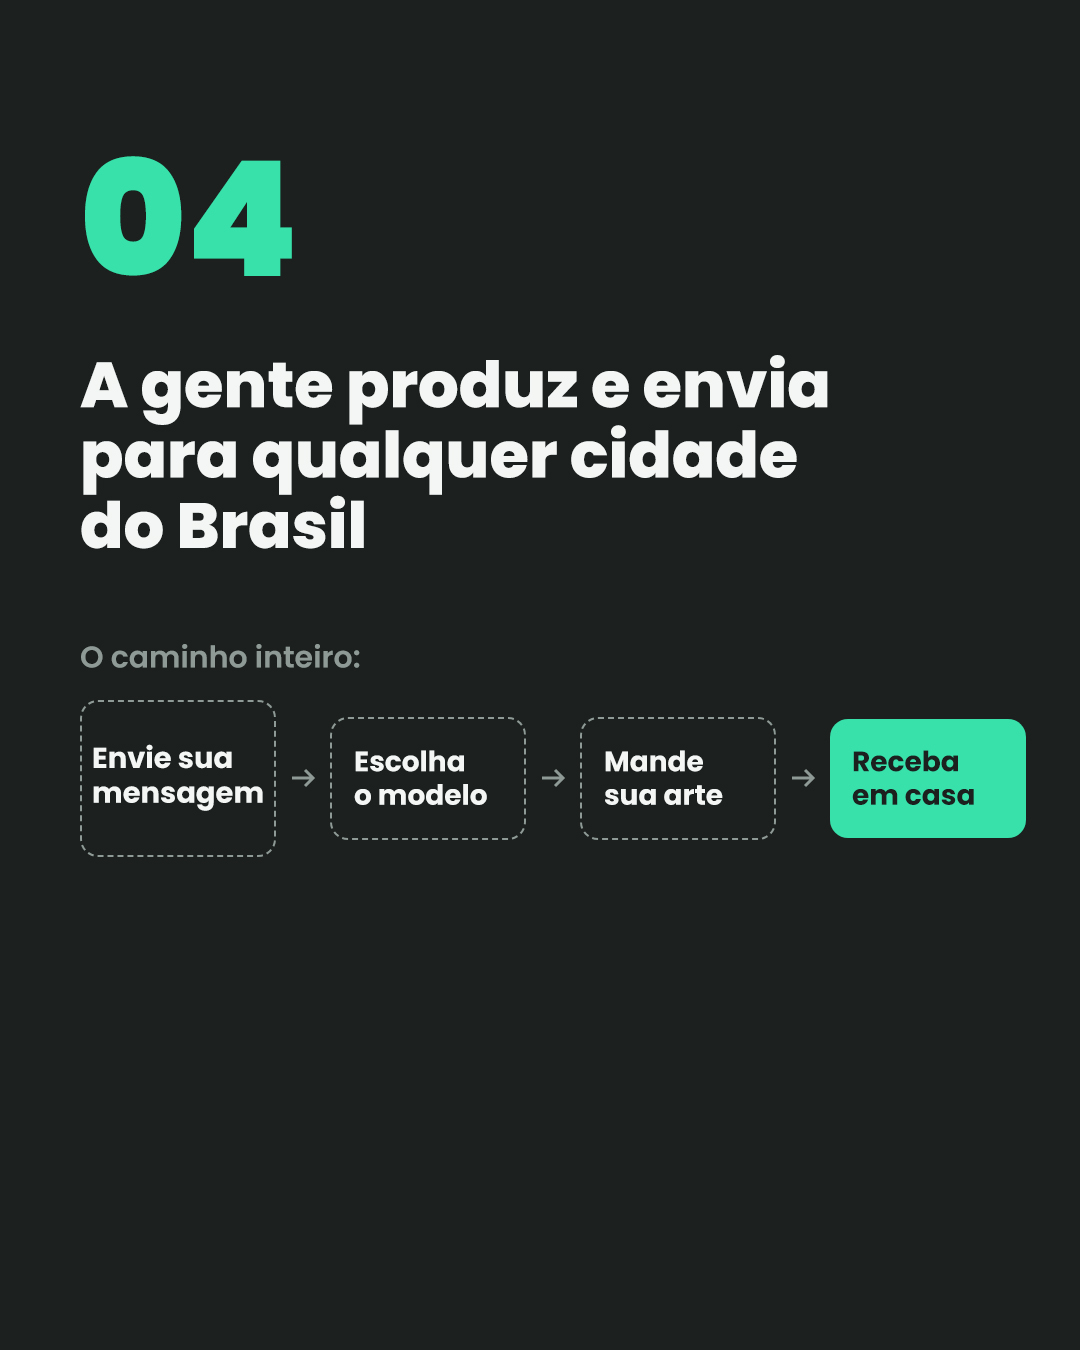 04
A gente produz e envia
para qualquer cidade
do Brasil
O caminho inteiro:
Envie sua
mensagem
Escolha
o modelo
Mande
sua arte
Receba
em casa